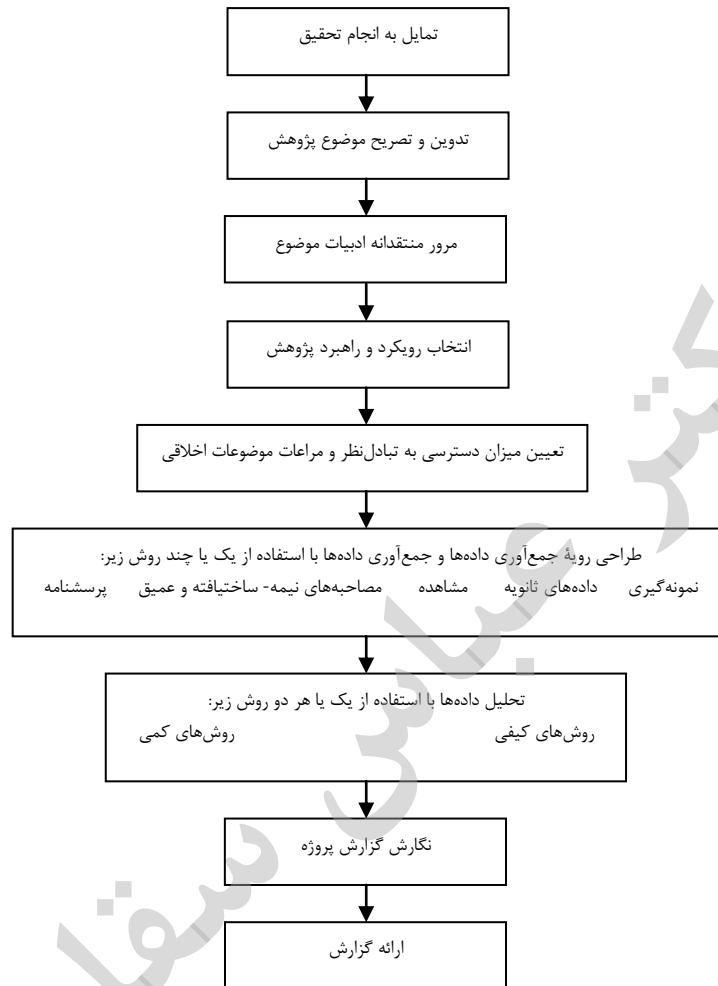 تمایل به انجام تحقیق
تدوین و تصریح موضوع پژوهش
مرور منتقدانه ادبیات موضوع
انتخاب رویکرد و راهبرد پژوهش
تعیین میزان دسترسی به تبادل‌نظر و مراعات موضوعات اخلاقی
طراحی رویهٔ جمع‌آوری داده‌ها و جمع‌آوری داده‌ها با استفاده از یک یا چند روش زیر:
نمونه‌گیری داده‌های ثانویه مشاهده مصاحبه‌های نیمه- ساختیافته و عمیق پرسشنامه
تحلیل داده‌ها با استفاده از یک یا هر دو روش زیر:
روش‌های کیفی روش‌های کمی
نگارش گزارش پروژه
ارائه گزارش
عباس